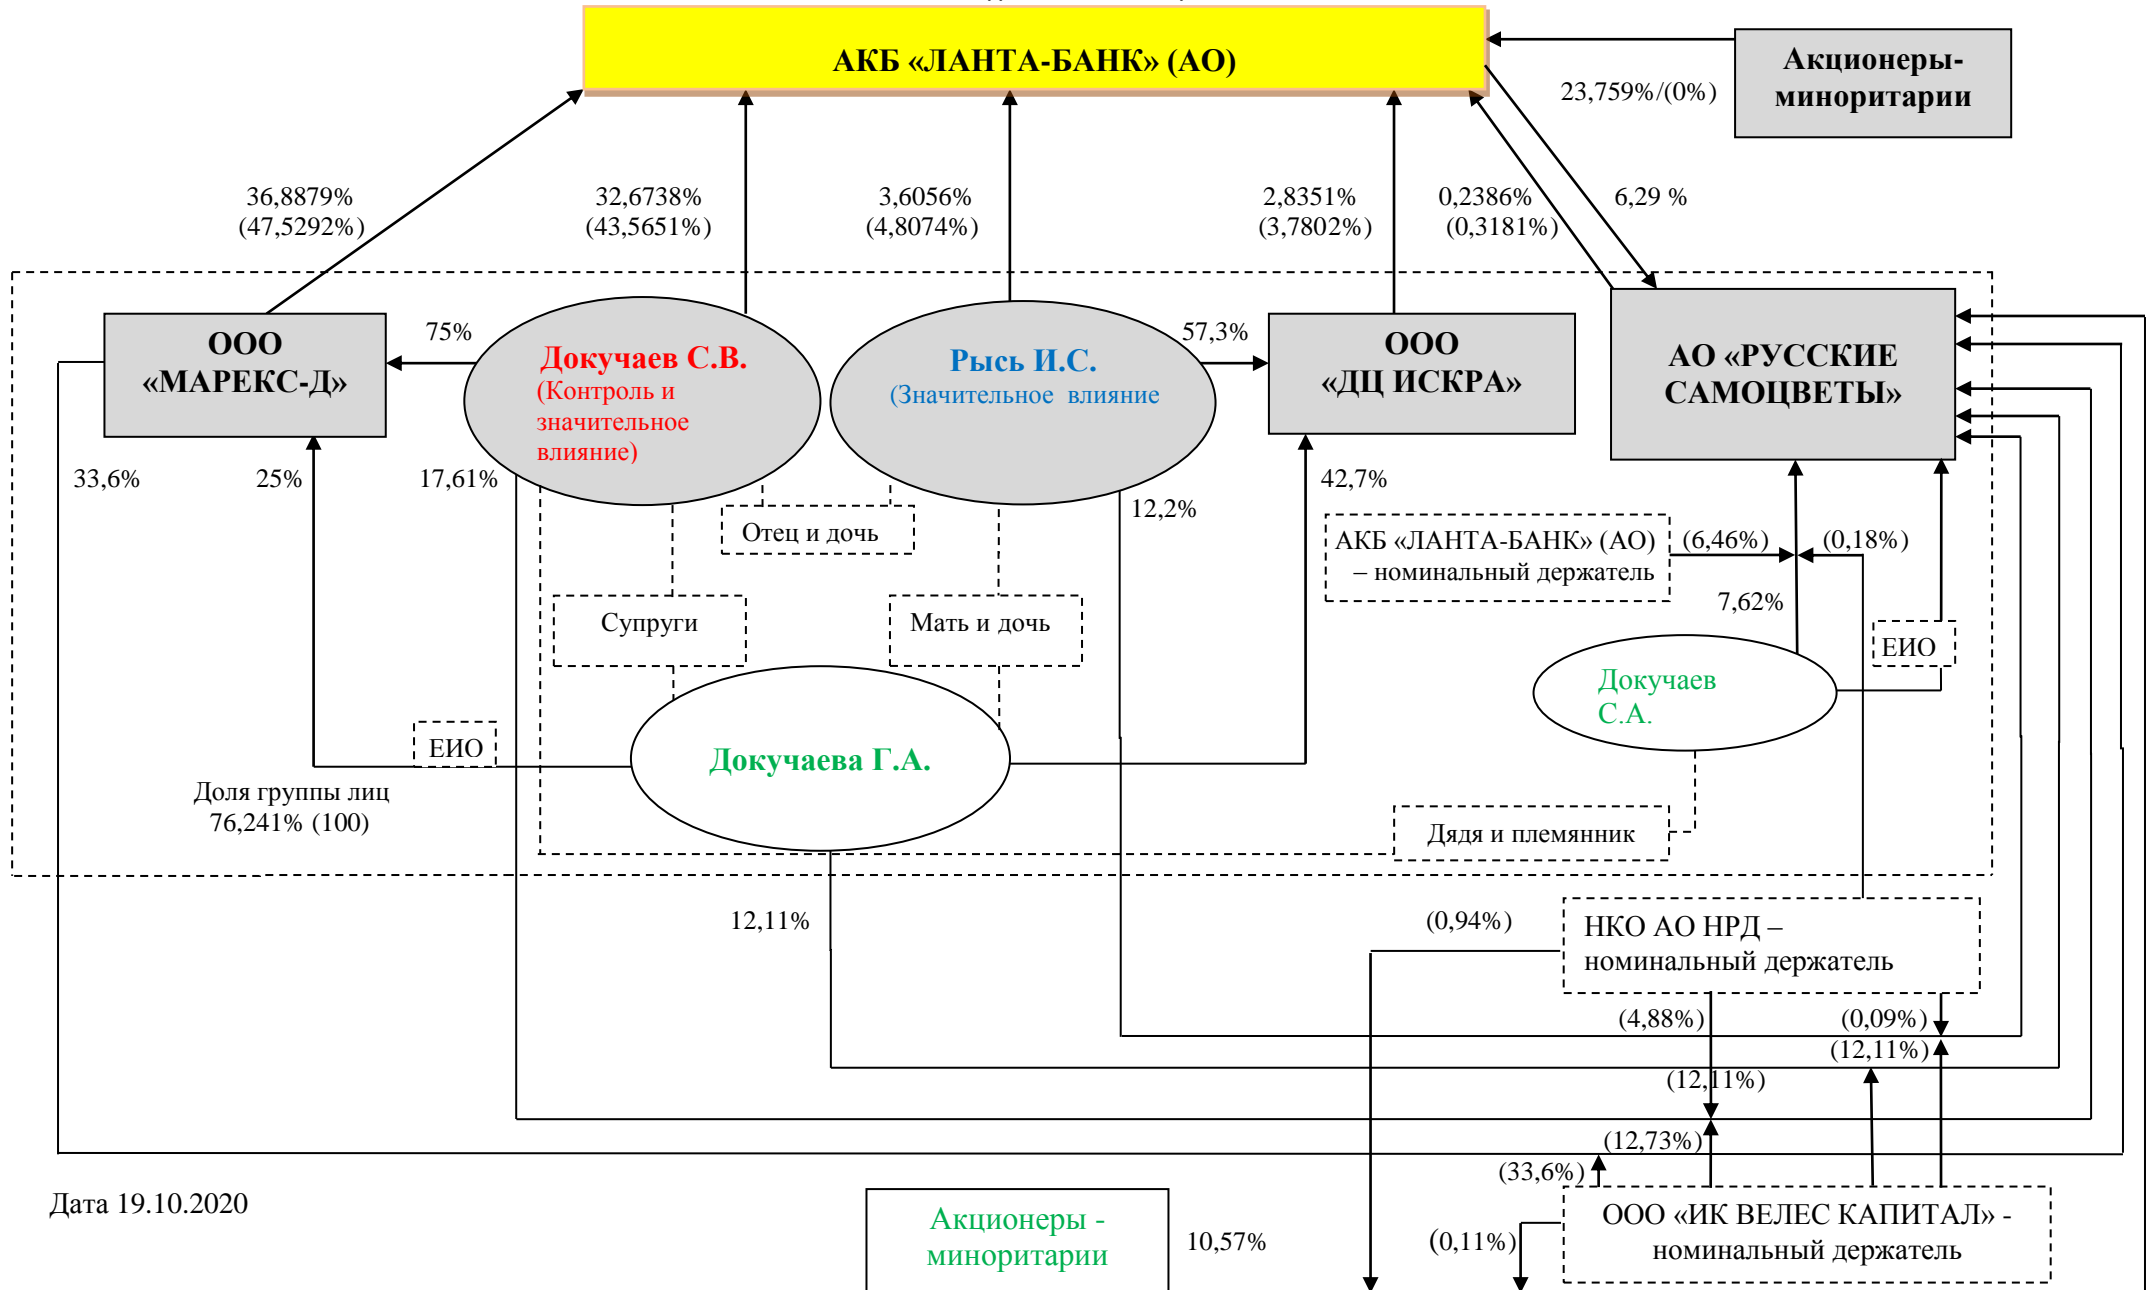 АКБ «ЛАНТА-БАНК» (АО)
Акционеры-
миноритарии
23,759%/(0%)
36,8879%
(47,5292%)
32,6738%
(43,5651%)
3,6056%
(4,8074%)
2,8351%
(3,7802%)
0,2386%
(0,3181%)
6,29 %
ООО
«МАРЕКС-Д»
75%
Докучаев С.В.
(Контроль и
значительное
влияние)
Рысь И.С.
(Значительное влияние
57,3%
ООО
«ДЦ ИСКРА»
АО «РУССКИЕ
САМОЦВЕТЫ»
33,6%
25%
17,61%
12,2%
42,7%
Отец и дочь
АКБ «ЛАНТА-БАНК» (АО)
– номинальный держатель
(6,46%)
(0,18%)
7,62%
Супруги
Мать и дочь
ЕИО
Докучаев
С.А.
ЕИО
Докучаева Г.А.
Доля группы лиц
76,241% (100)
Дядя и племянник
12,11%
(0,94%)
НКО АО НРД –
номинальный держатель
(4,88%)
(0,09%)
(12,11%)
(12,11%)
(12,73%)
(33,6%)
Дата 19.10.2020
Акционеры -
миноритарии
10,57%
(0,11%)
ООО «ИК ВЕЛЕС КАПИТАЛ» -
номинальный держатель